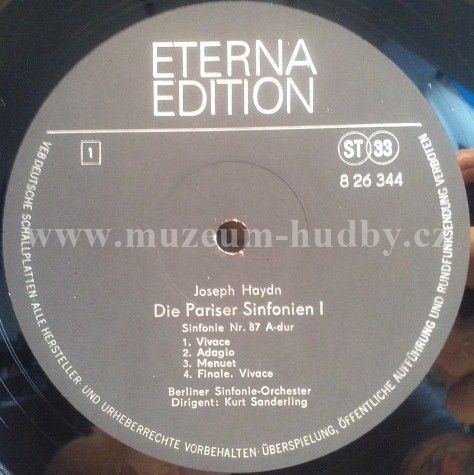 ETERNA
EDITION
1
ST 33
8 26 344
www.muzeum-hudby.cz
Joseph Haydn
Die Pariser Sinfonien I
Sinfonie Nr. 87 A-dur
1. Vivace
2. Adagio
3. Menuet
4. Finale. Vivace
Berliner Sinfonie-Orchester
Dirigent: Kurt Sanderling
VEB DEUTSCHE SCHALLPLATTEN ALLE HERSTELLER- UND URHEBERRECHTE VORBEHALTEN · ÜBERSPIELUNG, ÖFFENTLICHE AUFFÜHRUNG UND RUNDFUNKSENDUNG VERBOTEN